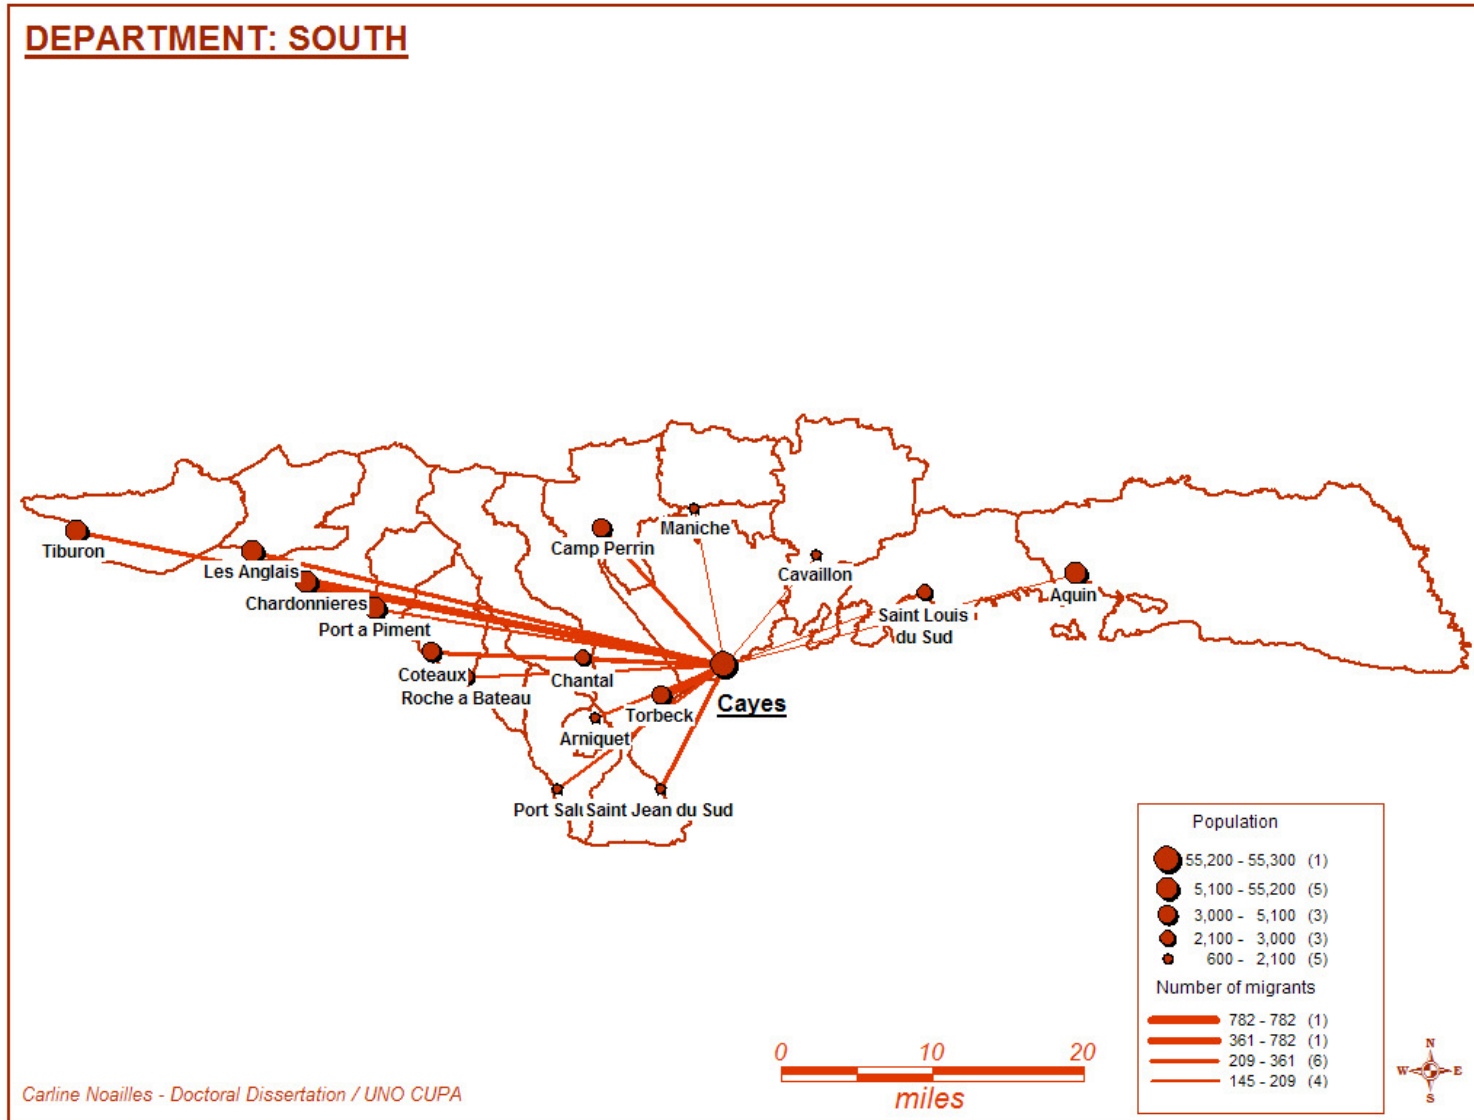 DEPARTMENT: SOUTH
Maniche
Tiburon
Camp Perrin
Les Anglais
Cavaillon
Chardonnieres
Aquin
Saint Louis
du Sud
Port a Piment
Coteaux
Chantal
Roche a Bateau
Cayes
Torbeck
Arniquet
Port Salu
Saint Jean du Sud
Population
55,200 - 55,300 (1)
5,100 - 55,200 (5)
3,000 - 5,100 (3)
2,100 - 3,000 (3)
600 - 2,100 (5)
Number of migrants
782 - 782 (1)
361 - 782 (1)
209 - 361 (6)
145 - 209 (4)
0 10 20
miles
N
W E
S
Carline Noailles - Doctoral Dissertation / UNO CUPA